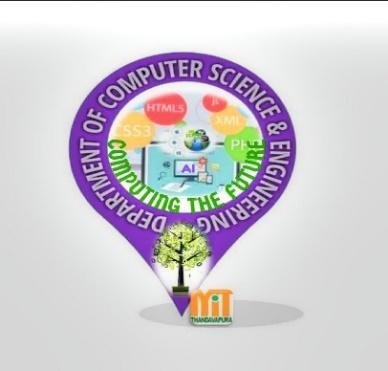 DEPARTMENT OF COMPUTER SCIENCE & ENGINEERING
HTML5
XML
CSS3
AI
COMPUTING THE FUTURE
MIT
THANDAVAPURA